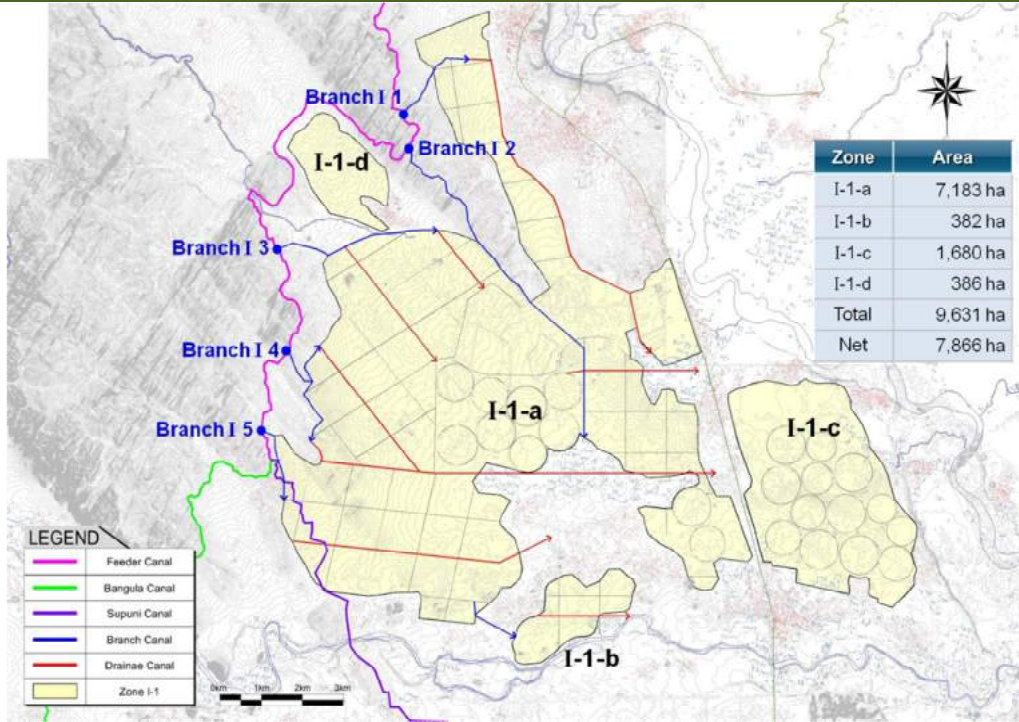 Branch I 1
N
Branch I 2
I-1-d
Zone Area
I-1-a 7,183 ha
I-1-b 382 ha
I-1-c 1,680 ha
I-1-d 386 ha
Total 9,631 ha
Net 7,866 ha
Branch I 3
Branch I 4
I-1-a
Branch I 5
I-1-c
LEGEND
Feeder Canal
Bangula Canal
Supuni Canal
Branch Canal
Drainae Canal
Zone I-1
I-1-b
0km 1km 2km 3km